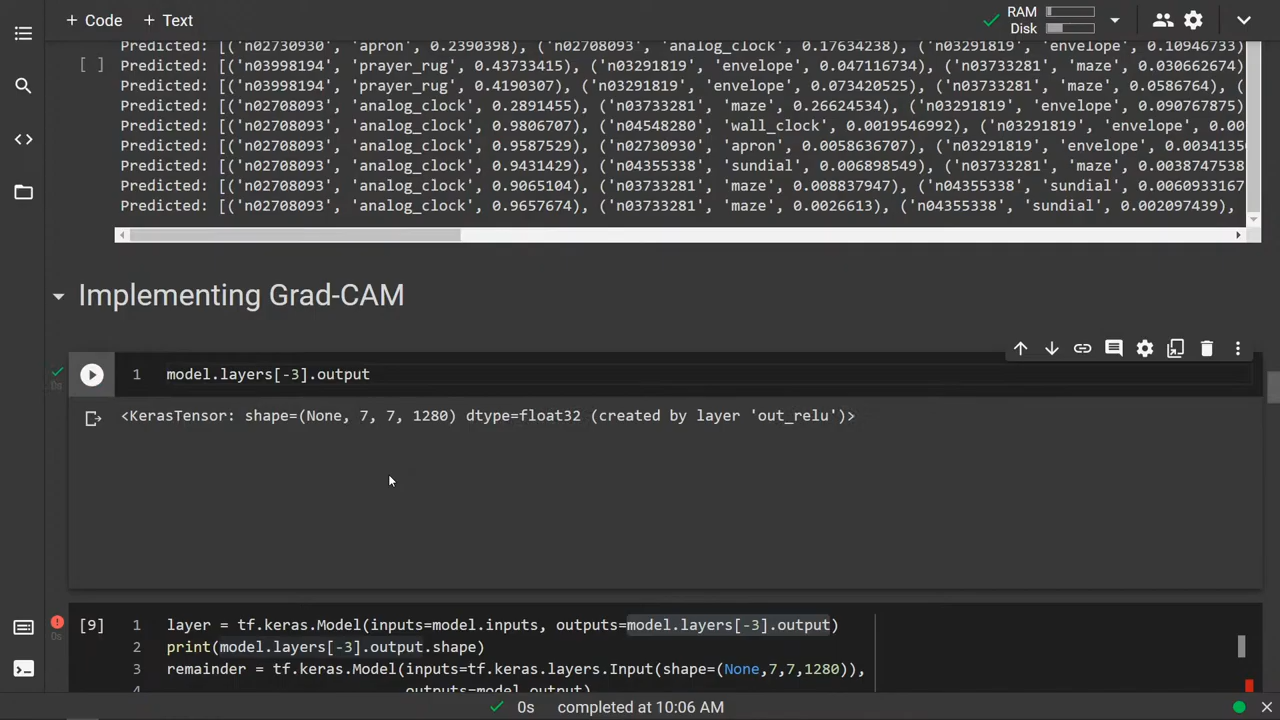 + Code + Text
RAM
Disk
Predicted: [('n02730930', 'apron', 0.2390398), ('n02708093', 'analog_clock', 0.17634238), ('n03291819', 'envelope', 0.10946733)
[ ] Predicted: [('n03998194', 'prayer_rug', 0.43733415), ('n03291819', 'envelope', 0.047116734), ('n03733281', 'maze', 0.030662674)
Predicted: [('n03998194', 'prayer_rug', 0.4190307), ('n03291819', 'envelope', 0.073420525), ('n03733281', 'maze', 0.0586764), (
Predicted: [('n02708093', 'analog_clock', 0.2891455), ('n03733281', 'maze', 0.26624534), ('n03291819', 'envelope', 0.090767875)
Predicted: [('n02708093', 'analog_clock', 0.9806707), ('n04548280', 'wall_clock', 0.0019546992), ('n03291819', 'envelope', 0.00
Predicted: [('n02708093', 'analog_clock', 0.9587529), ('n02730930', 'apron', 0.0058636707), ('n03291819', 'envelope', 0.0034135
Predicted: [('n02708093', 'analog_clock', 0.9431429), ('n04355338', 'sundial', 0.006898549), ('n03733281', 'maze', 0.0038747538
Predicted: [('n02708093', 'analog_clock', 0.9065104), ('n03733281', 'maze', 0.008837947), ('n04355338', 'sundial', 0.0060933167
Predicted: [('n02708093', 'analog_clock', 0.9657674), ('n03733281', 'maze', 0.0026613), ('n04355338', 'sundial', 0.002097439),
Implementing Grad-CAM
1 model.layers[-3].output
0s
<KerasTensor: shape=(None, 7, 7, 1280) dtype=float32 (created by layer 'out_relu')>
[9] 1 layer = tf.keras.Model(inputs=model.inputs, outputs=model.layers[-3].output)
0s
2 print(model.layers[-3].output.shape)
3 remainder = tf.keras.Model(inputs=tf.keras.layers.Input(shape=(None,7,7,1280)),
4 outputs=model.output)
0s completed at 10:06 AM